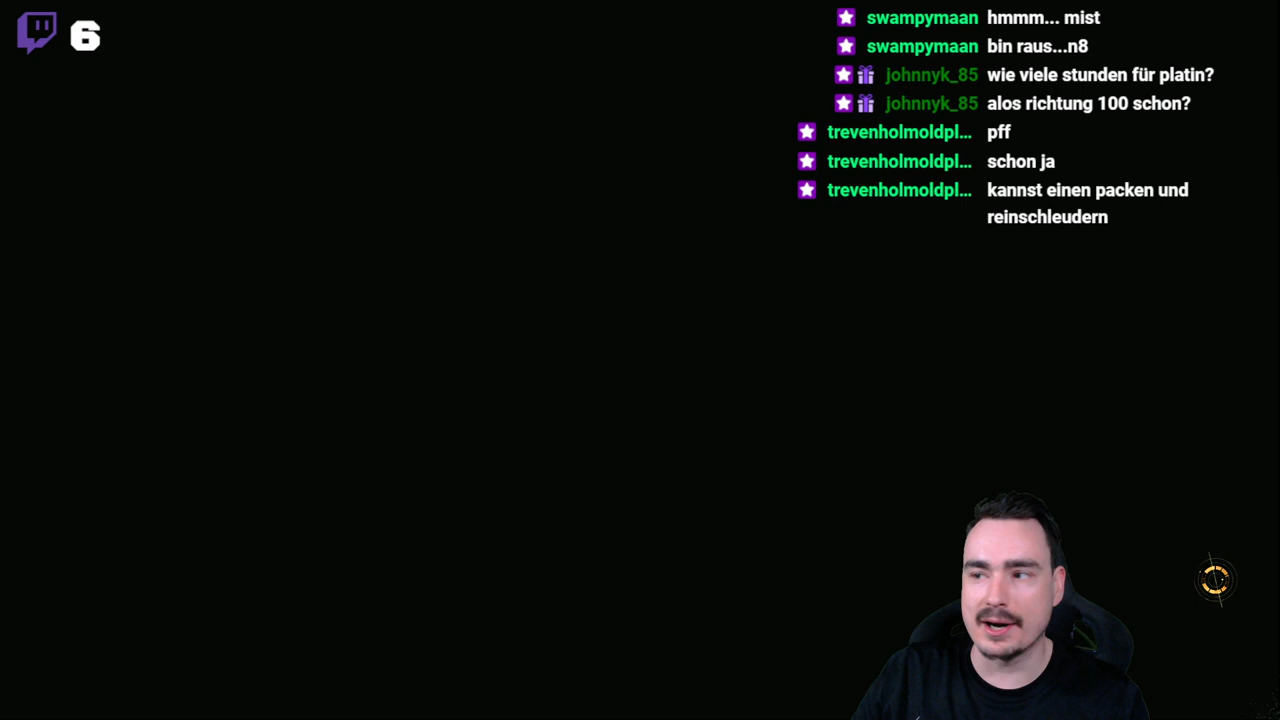 6
swampymaan hmmm... mist
swampymaan bin raus...n8
johnnyk_85 wie viele stunden für platin?
johnnyk_85 alos richtung 100 schon?
trevenholmoldpl... pff
trevenholmoldpl... schon ja
trevenholmoldpl... kannst einen packen und
reinschleudern